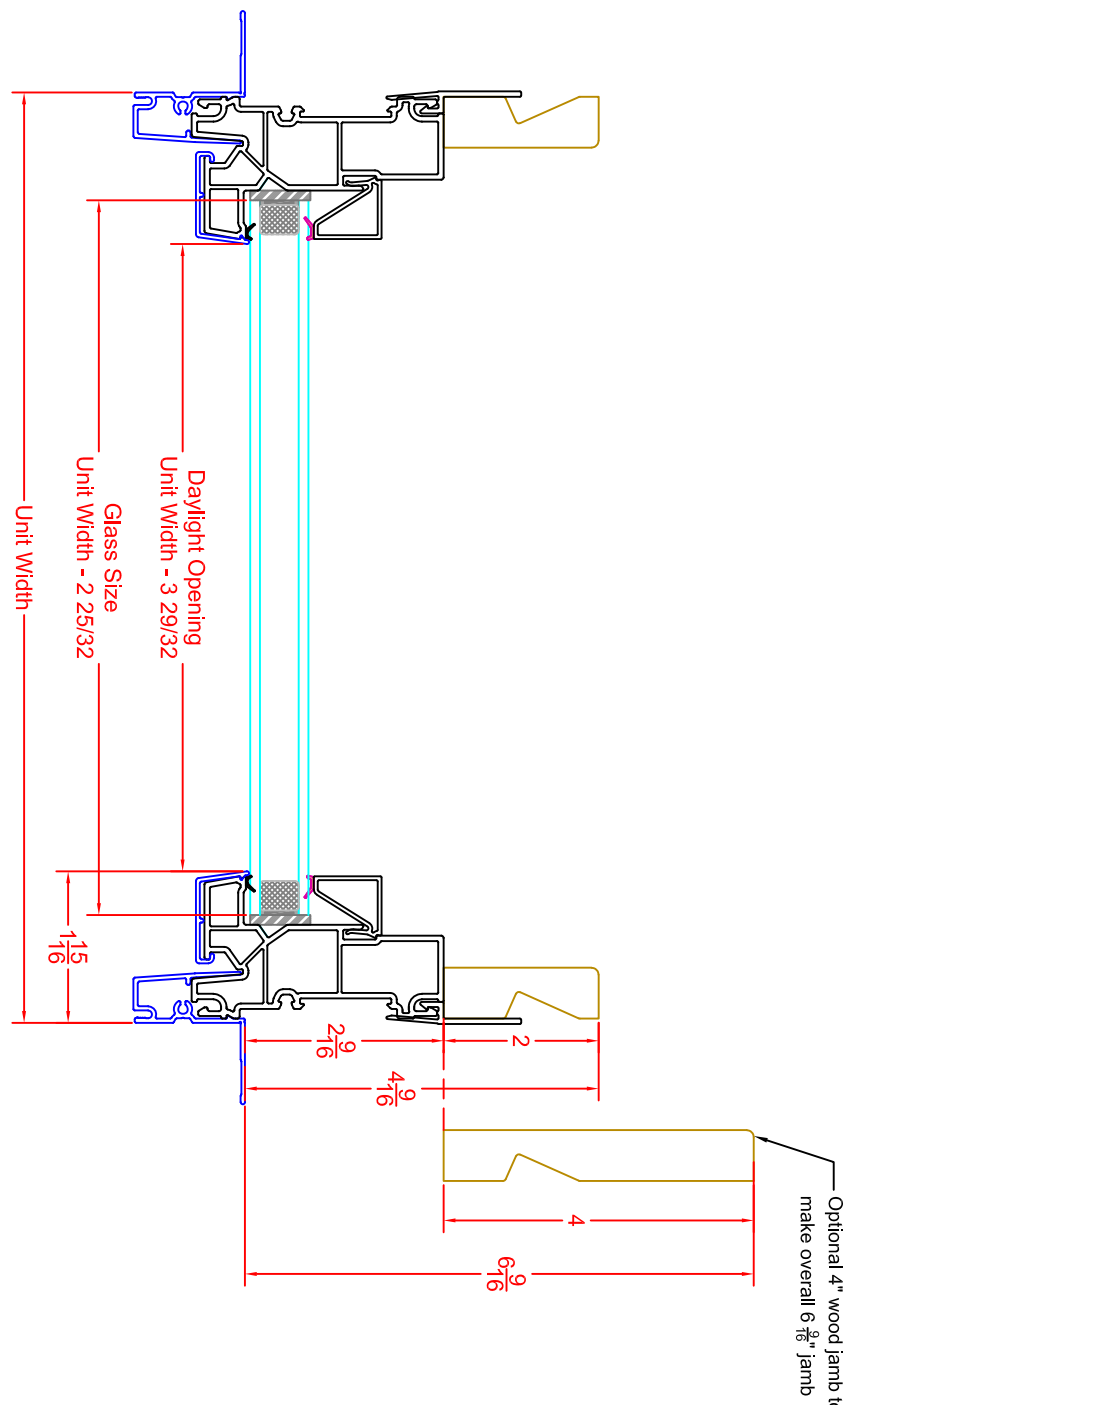 Daylight Opening
Unit Width - 3 29/32
Glass Size
Unit Width - 2 25/32
Unit Width
1 15/16
2 9/16
2
4 9/16
4
6 9/16
Optional 4" wood jamb
make overall 6 9/16" jamb